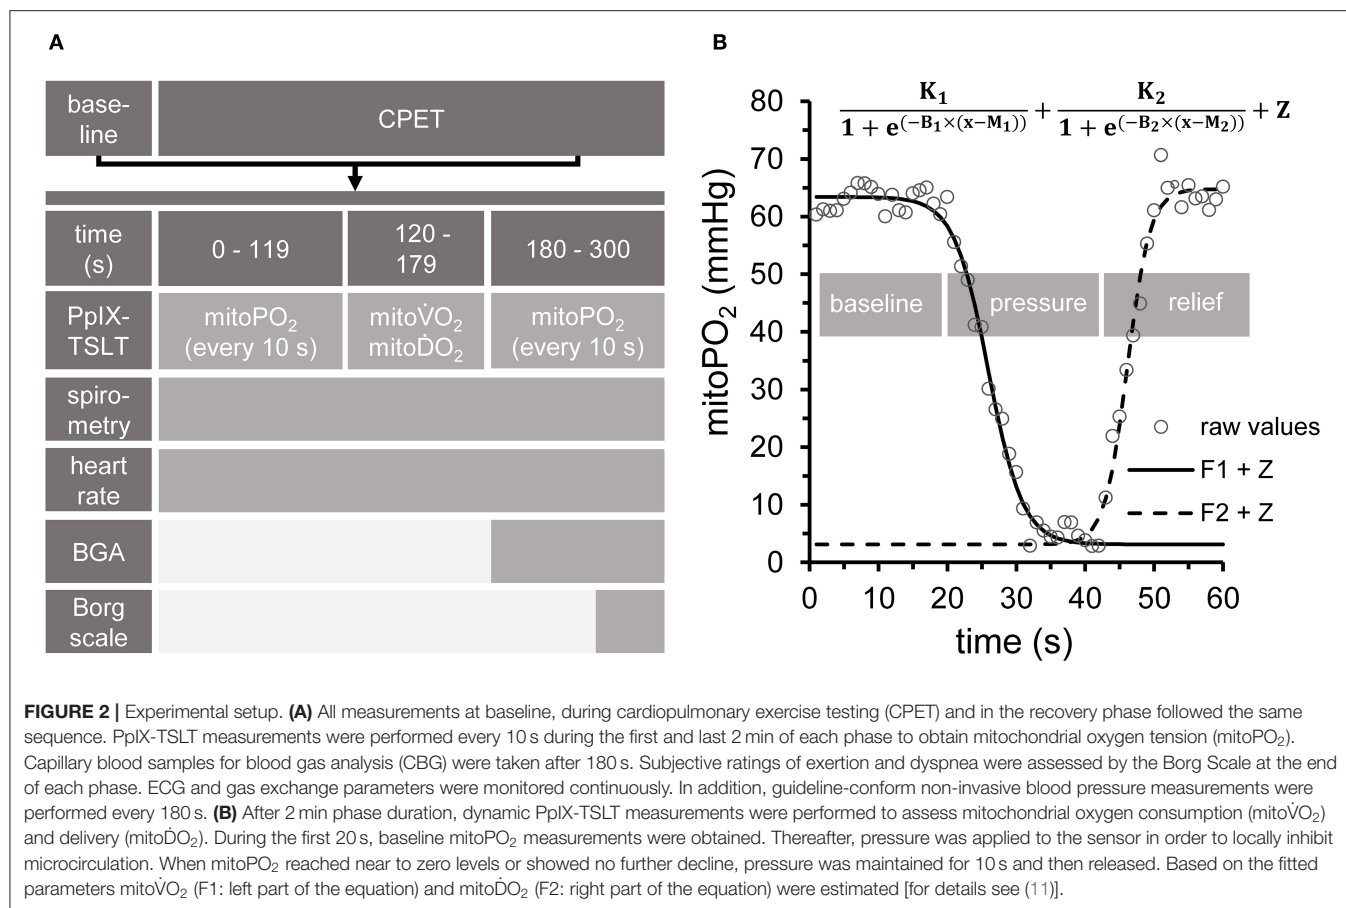 A
base-
line
CPET
time
(s)
0 - 119
120 -
179
180 - 300
PpIX-
TSLT
mitoPO₂
(every 10 s)
mitoV̇O₂
mitoḊO₂
mitoPO₂
(every 10 s)
spiro-
metry
heart
rate
BGA
Borg
scale
B
K₁ / (1 + e^(−B₁×(x−M₁))) + K₂ / (1 + e^(−B₂×(x−M₂))) + Z
mitoPO₂ (mmHg)
80
70
60
50
40
30
20
10
0
baseline
pressure
relief
raw values
F1 + Z
F2 + Z
0 10 20 30 40 50 60
time (s)
FIGURE 2 | Experimental setup. (A) All measurements at baseline, during cardiopulmonary exercise testing (CPET) and in the recovery phase followed the same
sequence. PpIX-TSLT measurements were performed every 10 s during the first and last 2 min of each phase to obtain mitochondrial oxygen tension (mitoPO₂).
Capillary blood samples for blood gas analysis (CBG) were taken after 180 s. Subjective ratings of exertion and dyspnea were assessed by the Borg Scale at the end
of each phase. ECG and gas exchange parameters were monitored continuously. In addition, guideline-conform non-invasive blood pressure measurements were
performed every 180 s. (B) After 2 min phase duration, dynamic PpIX-TSLT measurements were performed to assess mitochondrial oxygen consumption (mitoV̇O₂)
and delivery (mitoḊO₂). During the first 20 s, baseline mitoPO₂ measurements were obtained. Thereafter, pressure was applied to the sensor in order to locally inhibit
microcirculation. When mitoPO₂ reached near to zero levels or showed no further decline, pressure was maintained for 10 s and then released. Based on the fitted
parameters mitoV̇O₂ (F1: left part of the equation) and mitoḊO₂ (F2: right part of the equation) were estimated [for details see (11)].